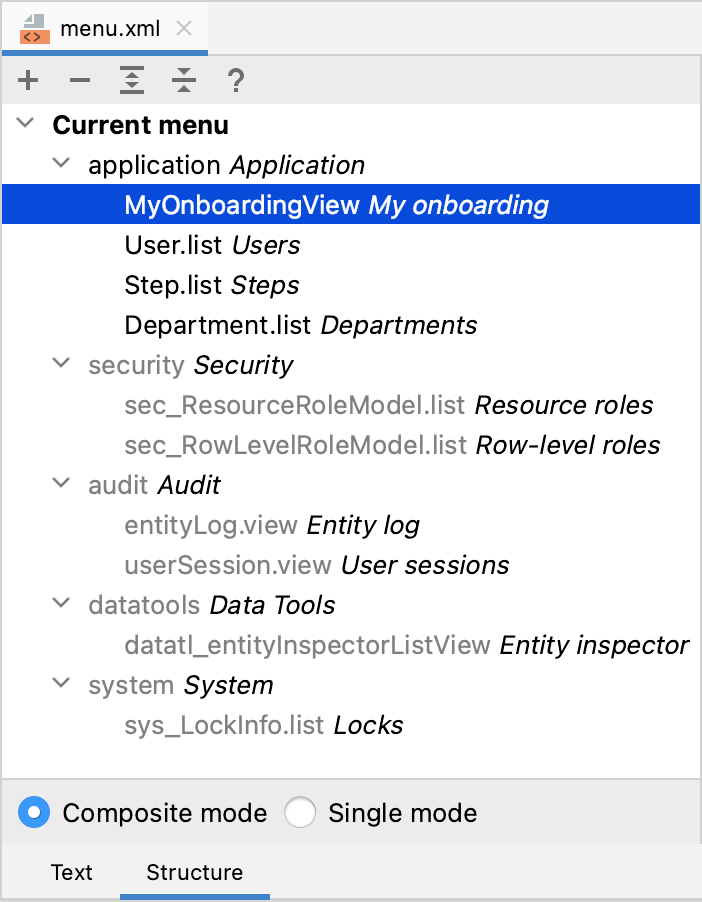 menu.xml
?
Current menu
application Application
MyOnboardingView My onboarding
User.list Users
Step.list Steps
Department.list Departments
security Security
sec_ResourceRoleModel.list Resource roles
sec_RowLevelRoleModel.list Row-level roles
audit Audit
entityLog.view Entity log
userSession.view User sessions
datatools Data Tools
datatl_entityInspectorListView Entity inspector
system System
sys_LockInfo.list Locks
Composite mode Single mode
Text Structure